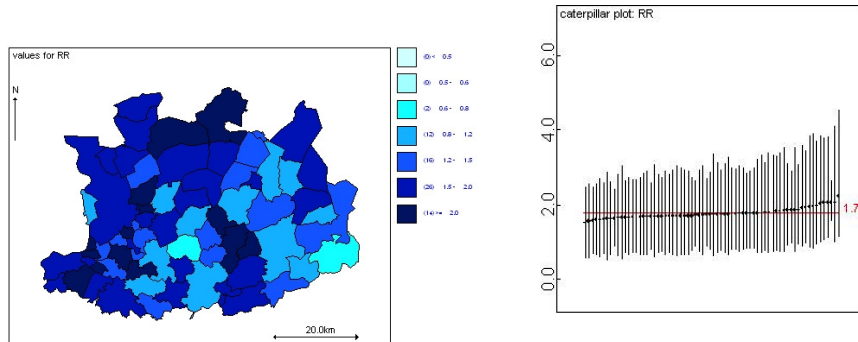 values for RR
N
(0) < 0.5
(0) 0.5 - 0.6
(2) 0.6 - 0.8
(12) 0.8 - 1.2
(16) 1.2 - 1.5
(26) 1.5 - 2.0
(14) >= 2.0
20.0km
caterpillar plot: RR
6.0
4.0
2.0
0.0
1.7